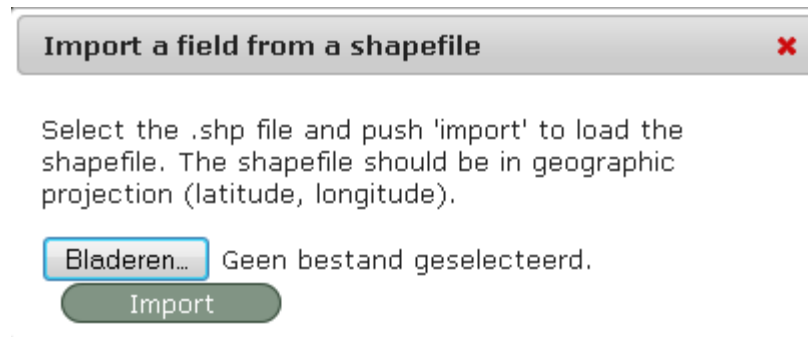 Import a field from a shapefile
Select the .shp file and push 'import' to load the
shapefile. The shapefile should be in geographic
projection (latitude, longitude).
Bladeren... Geen bestand geselecteerd.
Import